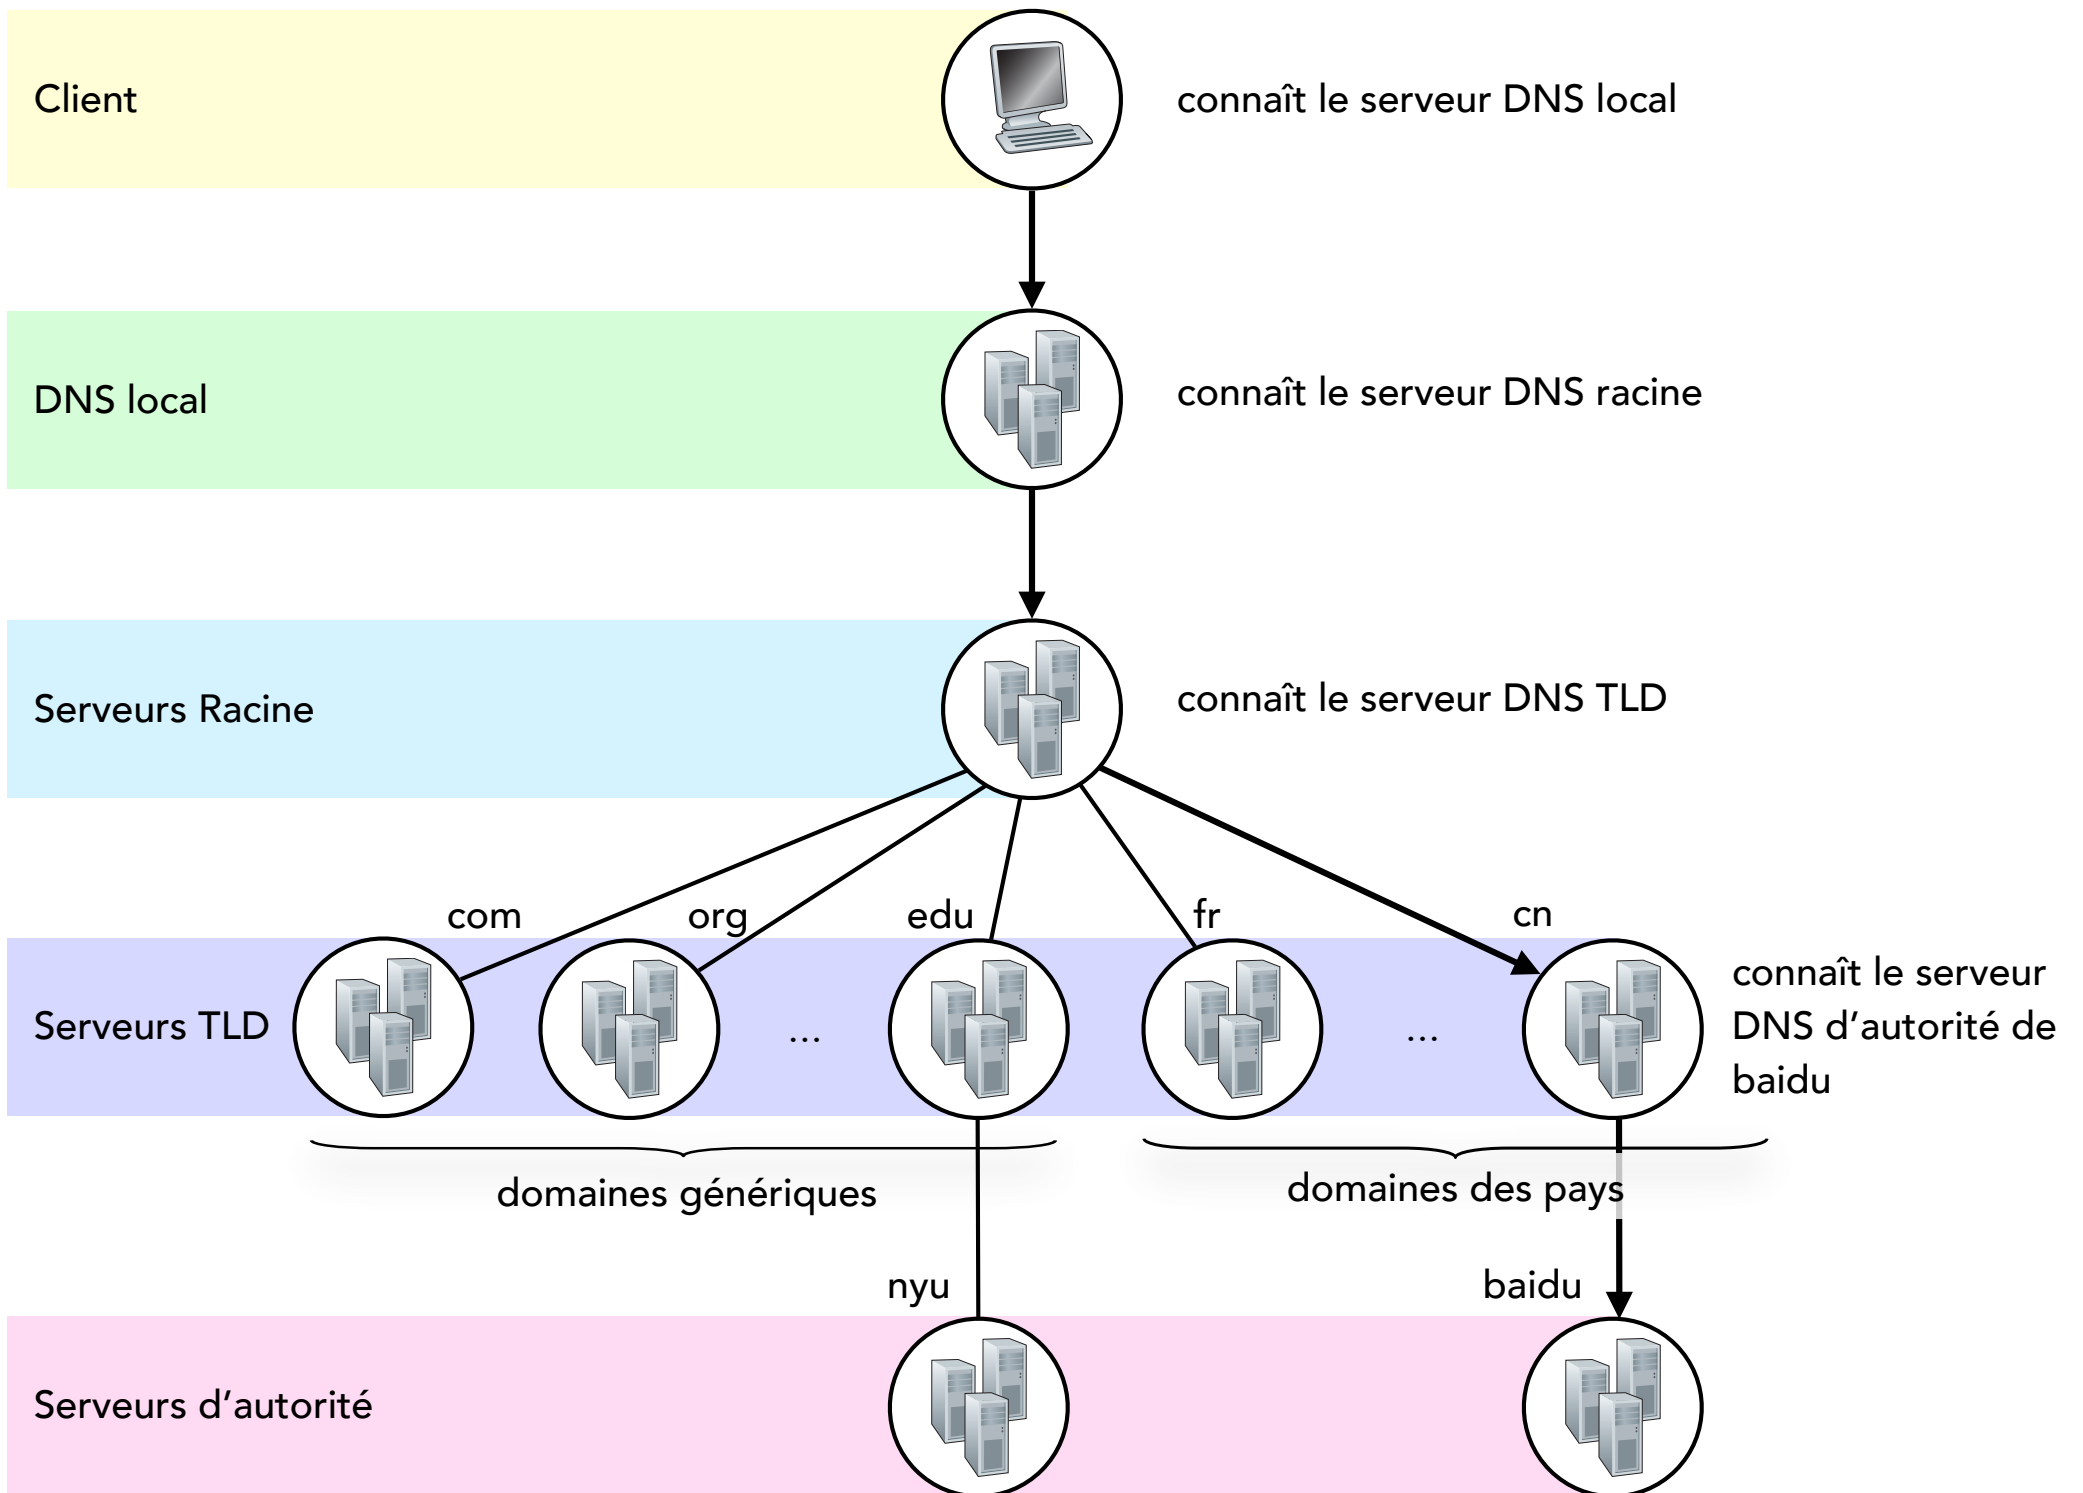 Client
connaît le serveur DNS local
DNS local
connaît le serveur DNS racine
Serveurs Racine
connaît le serveur DNS TLD
com
org
edu
fr
cn
Serveurs TLD
...
...
connaît le serveur
DNS d’autorité de
baidu
domaines génériques
domaines des pays
nyu
baidu
Serveurs d’autorité